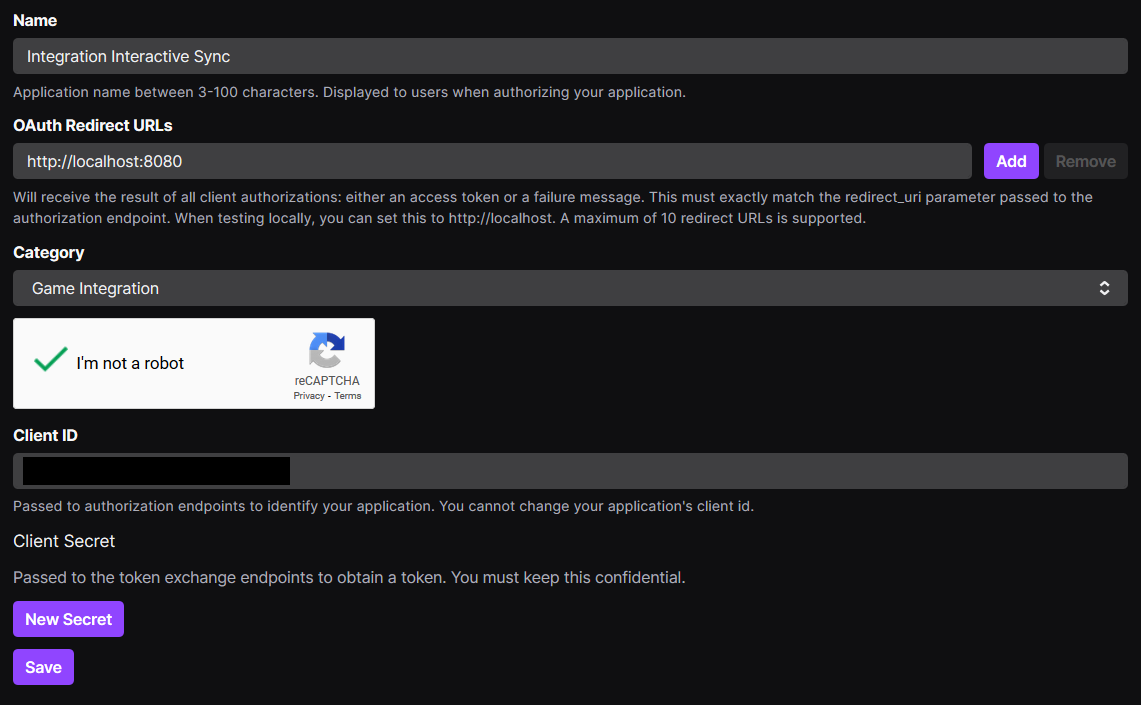 Name
Integration Interactive Sync
Application name between 3-100 characters. Displayed to users when authorizing your application.
OAuth Redirect URLs
http://localhost:8080
Add
Remove
Will receive the result of all client authorizations: either an access token or a failure message. This must exactly match the redirect_uri parameter passed to the
authorization endpoint. When testing locally, you can set this to http://localhost. A maximum of 10 redirect URLs is supported.
Category
Game Integration
I'm not a robot
reCAPTCHA
Privacy - Terms
Client ID
Passed to authorization endpoints to identify your application. You cannot change your application's client id.
Client Secret
Passed to the token exchange endpoints to obtain a token. You must keep this confidential.
New Secret
Save